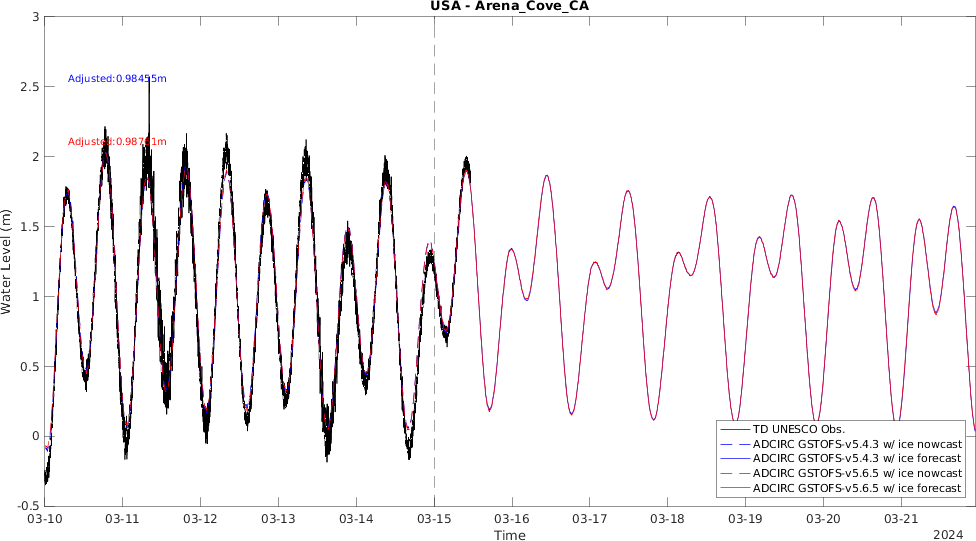 USA - Arena_Cove_CA
3
2.5
2
1.5
1
0.5
0
-0.5
Water Level (m)
Adjusted:0.98455m
TD UNESCO Obs.
ADCIRC GSTOFS-v5.4.3 w/ ice nowcast
ADCIRC GSTOFS-v5.4.3 w/ ice forecast
ADCIRC GSTOFS-v5.6.5 w/ ice nowcast
ADCIRC GSTOFS-v5.6.5 w/ ice forecast
03-10 03-11 03-12 03-13 03-14 03-15 03-16 03-17 03-18 03-19 03-20 03-21
Time
2024